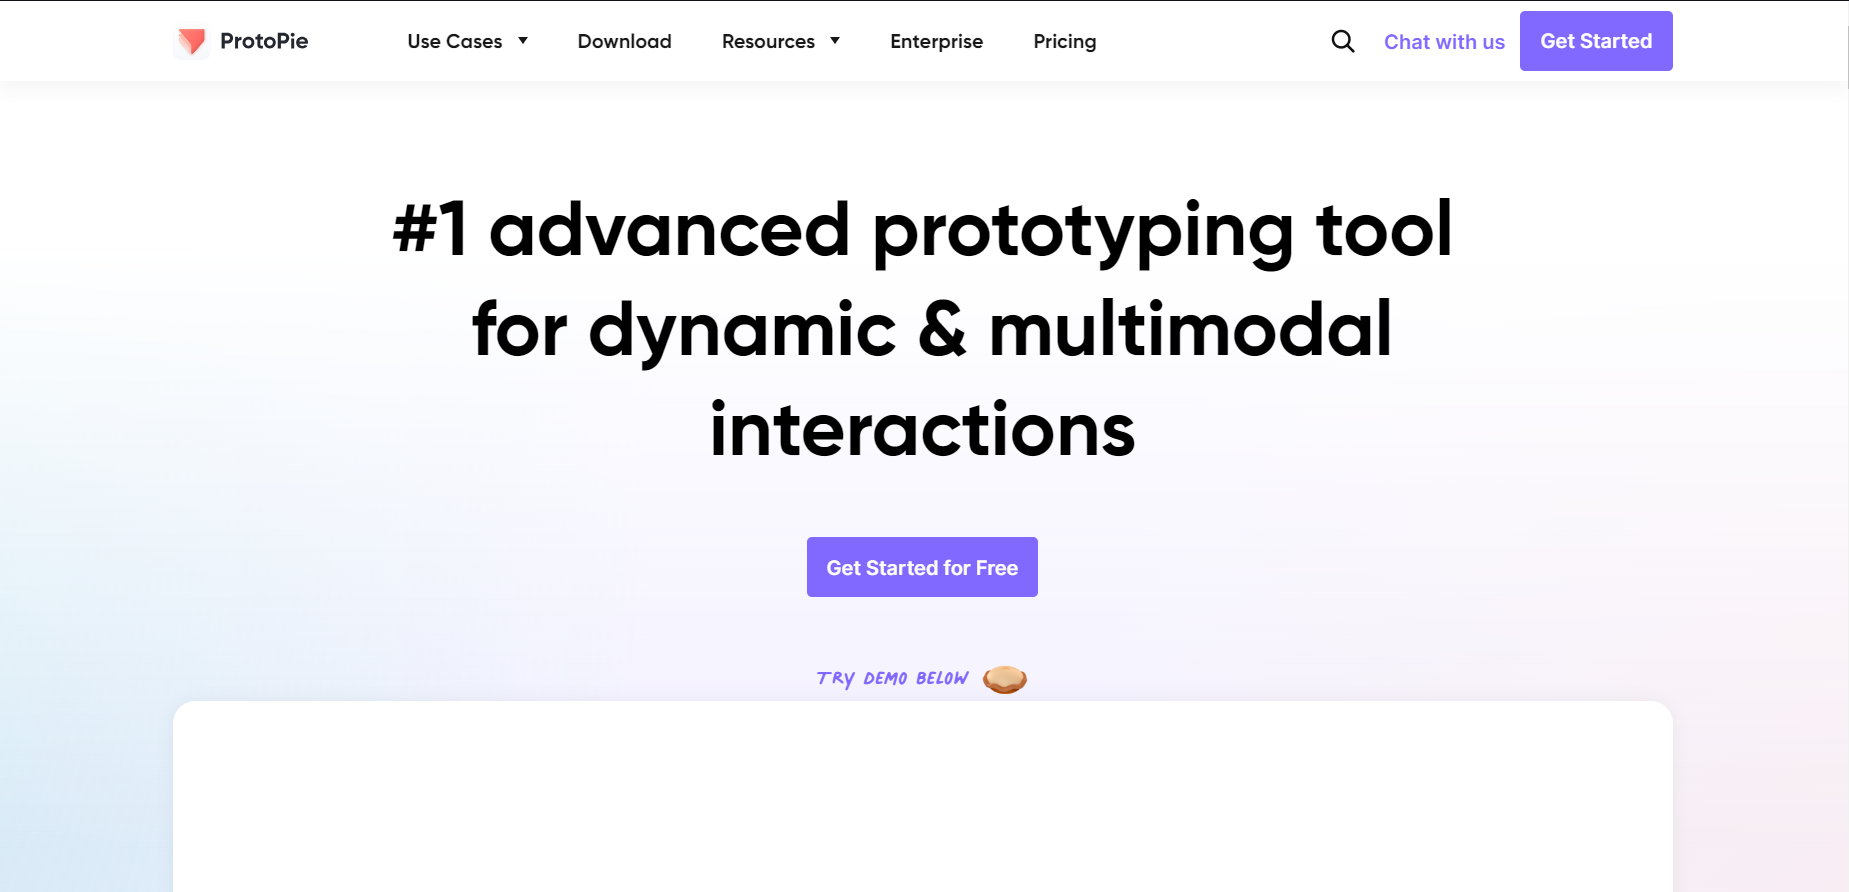 ProtoPie
Use Cases
Download
Resources
Enterprise
Pricing
Chat with us
Get Started
#1 advanced prototyping tool
for dynamic & multimodal
interactions
Get Started for Free
TRY DEMO BELOW